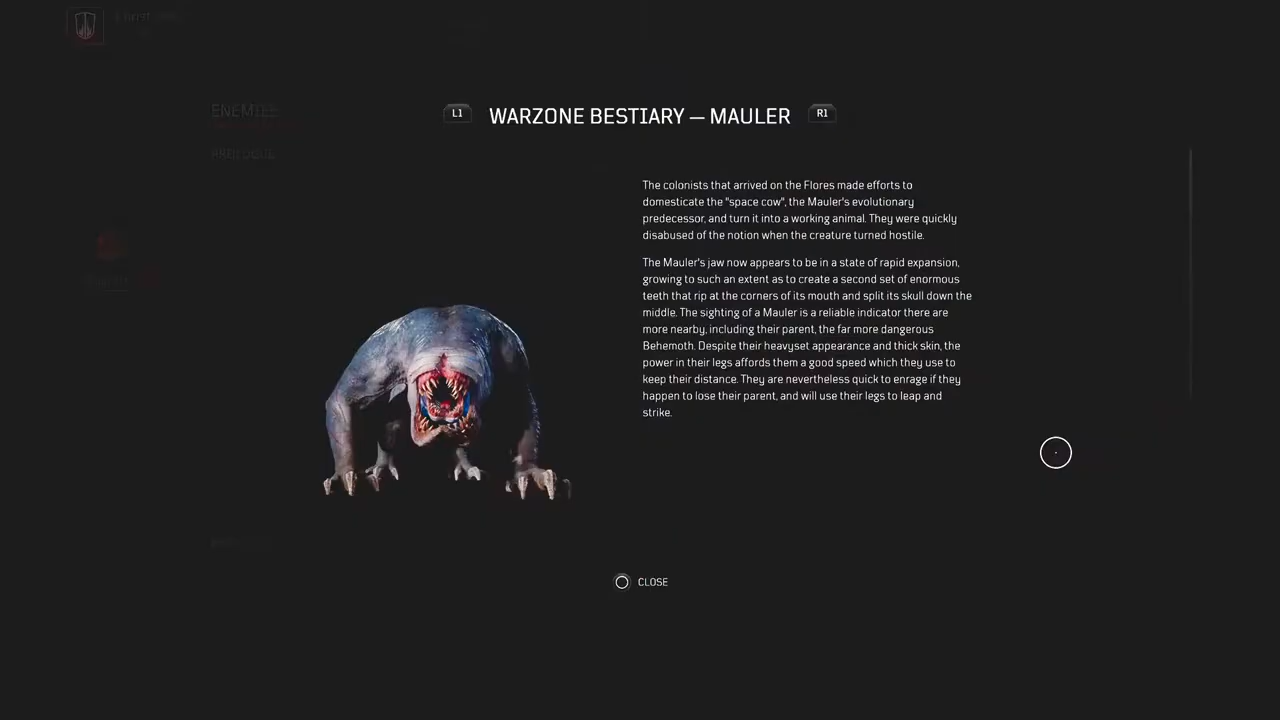 ENEMIES
L1 WARZONE BESTIARY — MAULER R1
The colonists that arrived on the Flores made efforts to
domesticate the "space cow", the Mauler's evolutionary
predecessor, and turn it into a working animal. They were quickly
disabused of the notion when the creature turned hostile.
The Mauler's jaw now appears to be in a state of rapid expansion,
growing to such an extent as to create a second set of enormous
teeth that rip at the corners of its mouth and split its skull down the
middle. The sighting of a Mauler is a reliable indicator there are
more nearby, including their parent, the far more dangerous
Behemoth. Despite their heavyset appearance and thick skin, the
power in their legs affords them a good speed which they use to
keep their distance. They are nevertheless quick to enrage if they
happen to lose their parent, and will use their legs to leap and
strike.
CLOSE